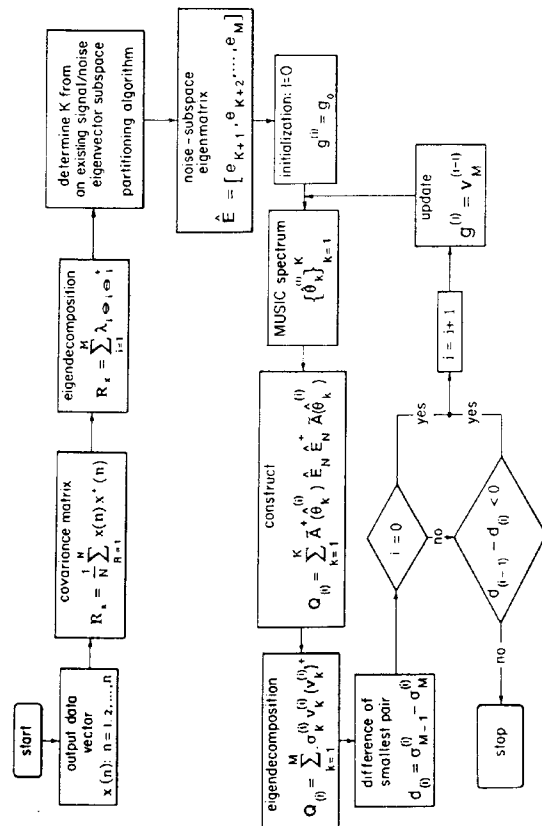 start
output data
vector
x(n): n=1,2,...,n
covariance matrix
R_x = 1/N Σ_{n=1}^{N} x(n) x^+(n)
eigendecomposition
R_x = Σ_{i=1}^{M} λ_i e_i e_i^+
determine K from
an existing signal/noise
eigenvector subspace
partitioning algorithm
noise-subspace
eigenmatrix
Ê = [e_{K+1}, e_{K+2}, ..., e_M]
initialization: i=0
g^{(i)} = g_0
MUSIC spectrum
{θ̂_k^{(i)}}_{k=1}^{K}
construct
Q_{(i)} = Σ_{k=1}^{K} Ã^+(θ̂_k^{(i)}) Ê_N Ê_N^+ Ã(θ̂_k^{(i)})
eigendecomposition
Q_{(i)} = Σ_{k=1}^{M} σ_k^{(i)} v_k^{(i)} (v_k^{(i)})^+
difference of
smallest pair
d_{(i)} = σ_{M-1}^{(i)} - σ_M^{(i)}
i = 0
yes
no
d_{(i-1)} - d_{(i)} < 0
yes
no
i = i+1
update
g^{(i)} = v_M^{(i-1)}
stop